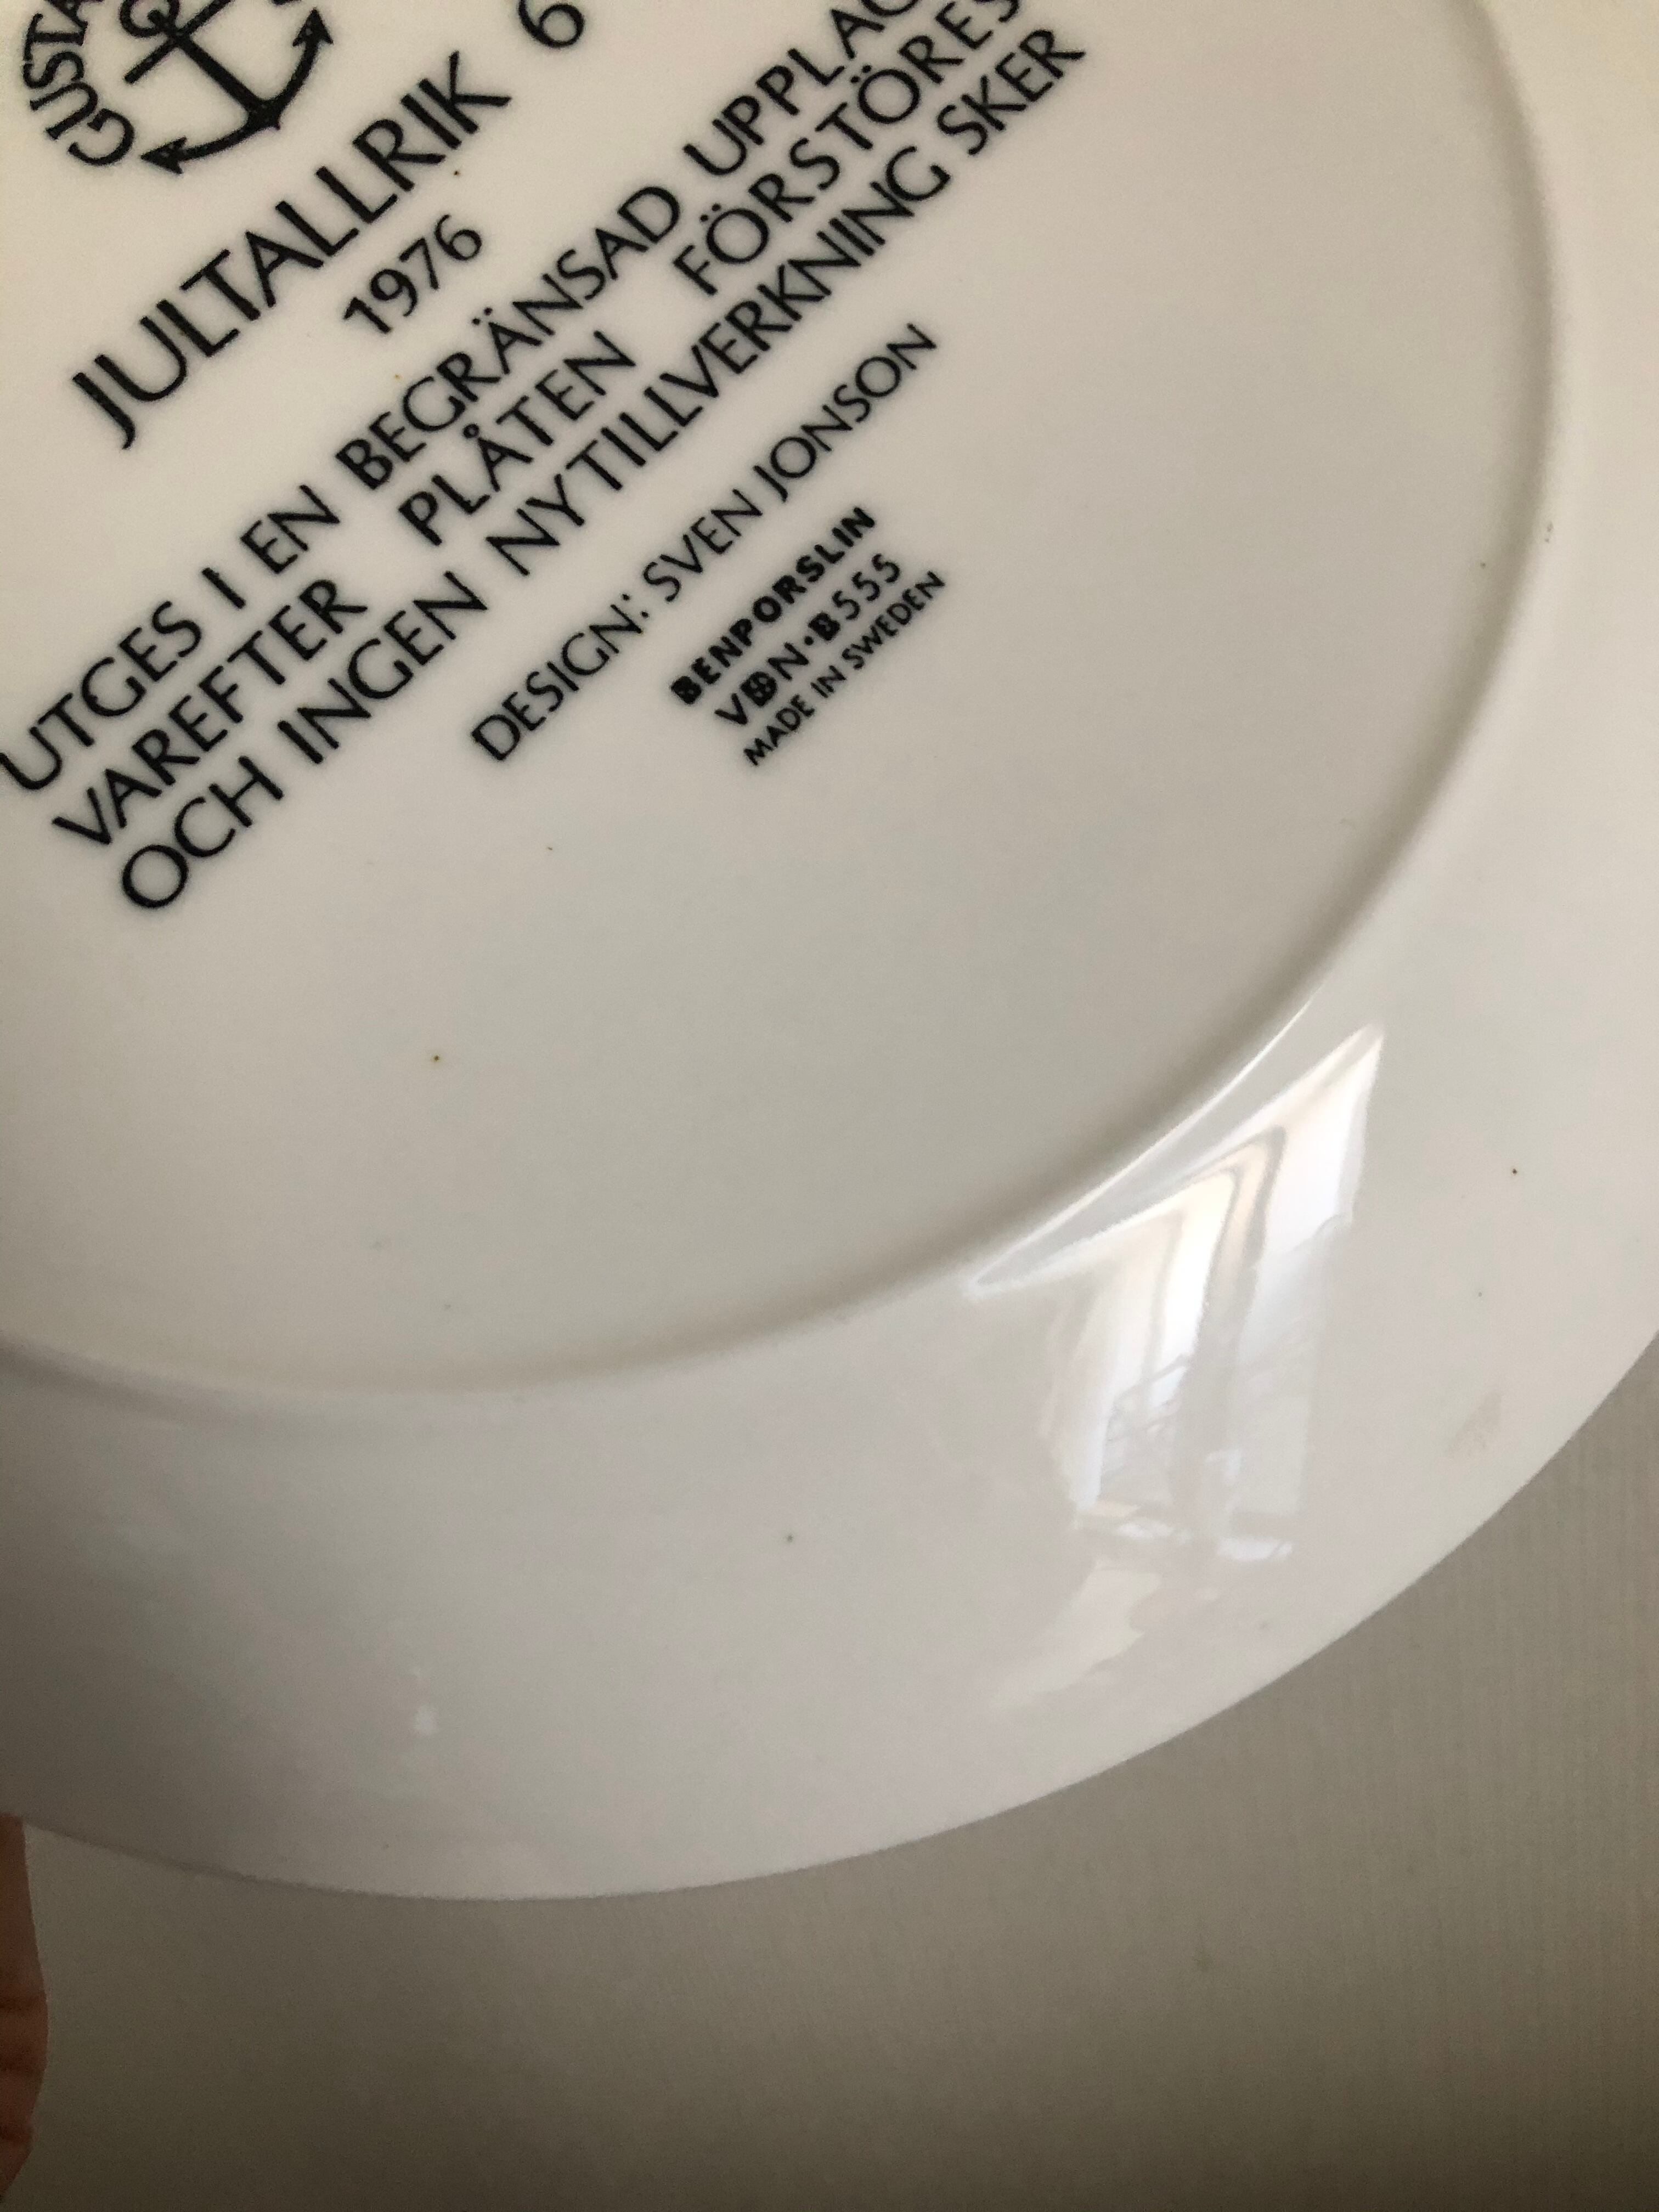 GUSTA
JULTALLRIK 6
1976
UTGES I EN BEGRÄNSAD UPPLAG
VAREFTER PLÅTEN FÖRSTÖRES
OCH INGEN NYTILLVERKNING SKER
DESIGN: SVEN JONSON
BENPORSLIN
VDN·B555
MADE IN SWEDEN